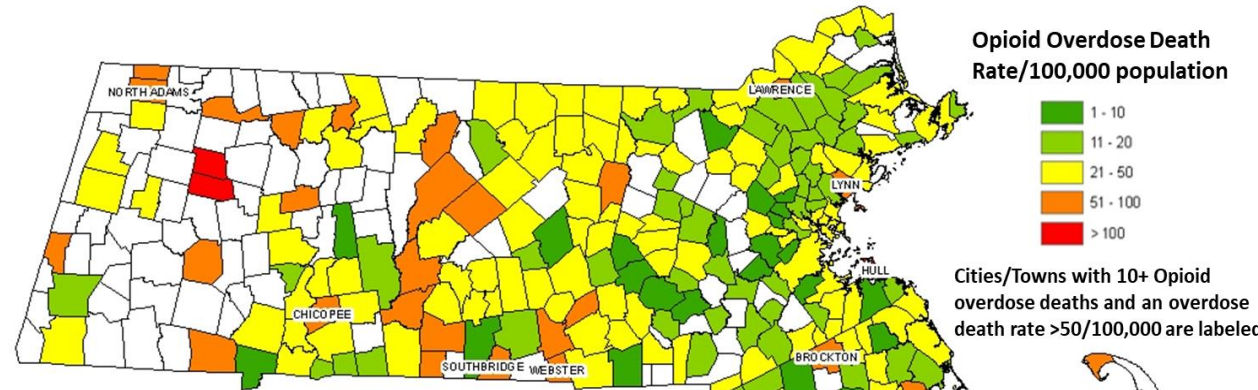 Opioid Overdose Death
Rate/100,000 population
1 - 10
11 - 20
21 - 50
51 - 100
> 100
Cities/Towns with 10+ Opioid
overdose deaths and an overdose
death rate >50/100,000 are labeled
NORTH ADAMS
LAWRENCE
LYNN
HULL
CHICOPEE
BROCKTON
SOUTHBRIDGE
WEBSTER